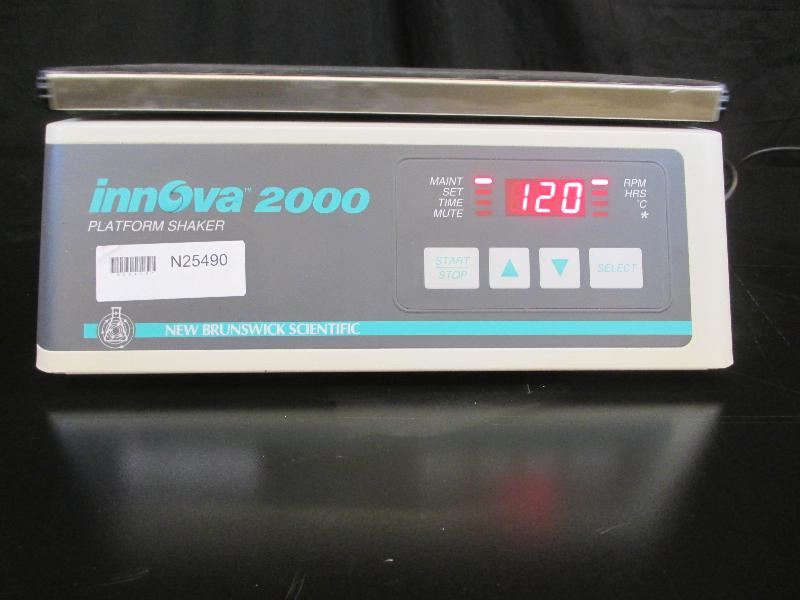 innova™ 2000
PLATFORM SHAKER
N25490
NEW BRUNSWICK SCIENTIFIC
MAINT
SET
TIME
MUTE
120
RPM
HRS
°C
*
START
STOP
▲
▼
SELECT